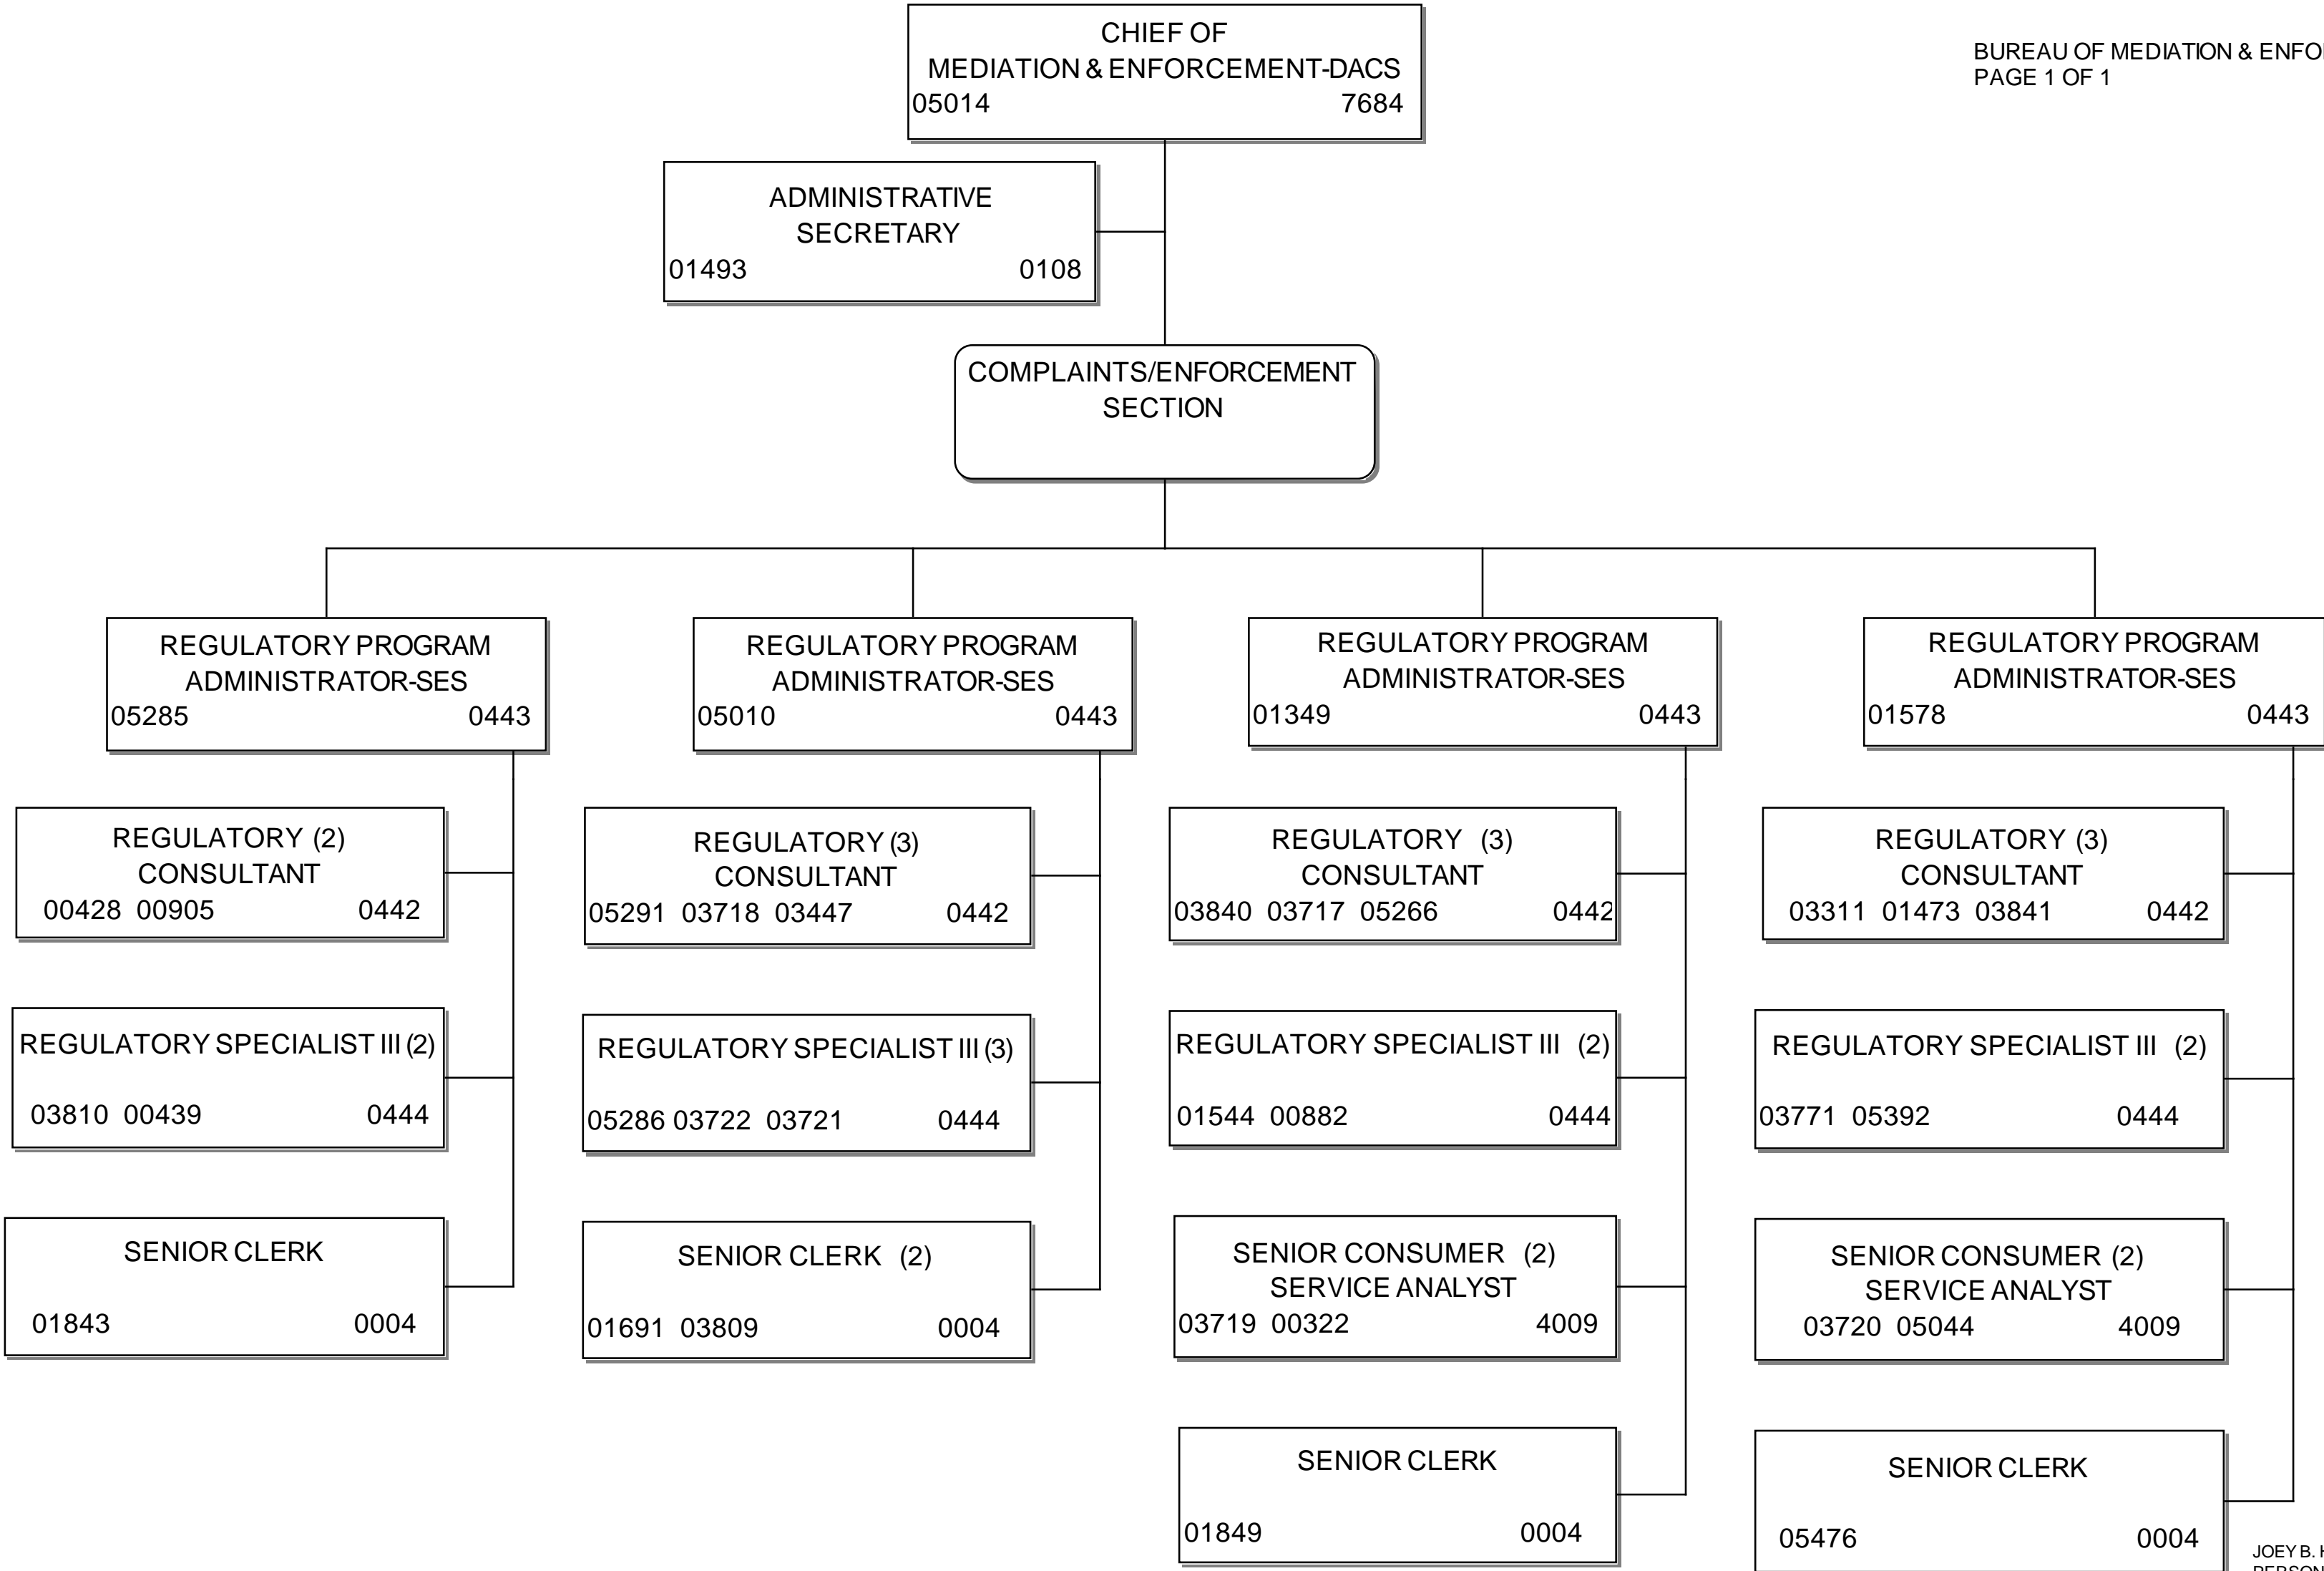 CHIEF OF
MEDIATION & ENFORCEMENT-DACS
05014 7684
BUREAU OF MEDIATION &
PAGE 1 OF 1
ADMINISTRATIVE
SECRETARY
01493 0108
COMPLAINTS/ENFORCEMENT
SECTION
REGULATORY PROGRAM
ADMINISTRATOR-SES
05285 0443
REGULATORY (2)
CONSULTANT
00428 00905 0442
REGULATORY SPECIALIST III (2)
03810 00439 0444
SENIOR CLERK
01843 0004
REGULATORY PROGRAM
ADMINISTRATOR-SES
05010 0443
REGULATORY (3)
CONSULTANT
05291 03718 03447 0442
REGULATORY SPECIALIST III (3)
05286 03722 03721 0444
SENIOR CLERK (2)
01691 03809 0004
REGULATORY PROGRAM
ADMINISTRATOR-SES
01349 0443
REGULATORY (3)
CONSULTANT
03840 03717 05266 0442
REGULATORY SPECIALIST III (2)
01544 00882 0444
SENIOR CONSUMER (2)
SERVICE ANALYST
03719 00322 4009
SENIOR CLERK
01849 0004
REGULATORY PROGRAM
ADMINISTRATOR-SES
01578 0443
REGULATORY (3)
CONSULTANT
03311 01473 03841 0442
REGULATORY SPECIALIST III (2)
03771 05392 0444
SENIOR CONSUMER (2)
SERVICE ANALYST
03720 05044 4009
SENIOR CLERK
05476 0004
JOEY B.